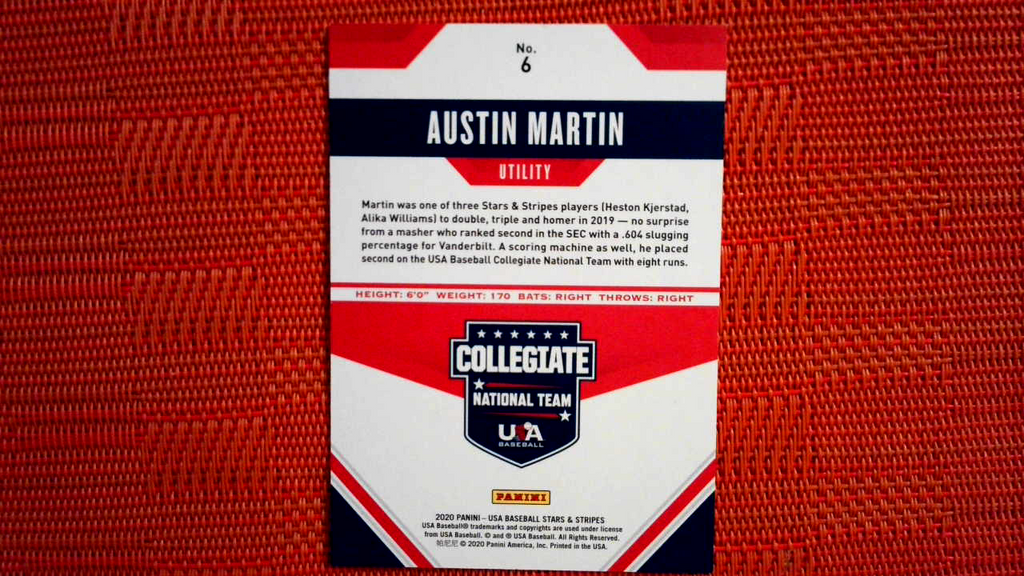 No.
6
AUSTIN MARTIN
UTILITY
Martin was one of three Stars & Stripes players (Heston Kjerstad,
Alika Williams) to double, triple and homer in 2019 — no surprise
from a masher who ranked second in the SEC with a .604 slugging
percentage for Vanderbilt. A scoring machine as well, he placed
second on the USA Baseball Collegiate National Team with eight runs.
HEIGHT: 6'0" WEIGHT: 170 BATS: RIGHT THROWS: RIGHT
COLLEGIATE
NATIONAL TEAM
USA
BASEBALL
PANINI
2020 PANINI – USA BASEBALL STARS & STRIPES
USA Baseball® trademarks and copyrights are used under license
from USA Baseball. © and ® USA Baseball. All Rights Reserved.
帕尼尼 © 2020 Panini America, Inc. Printed in the USA.